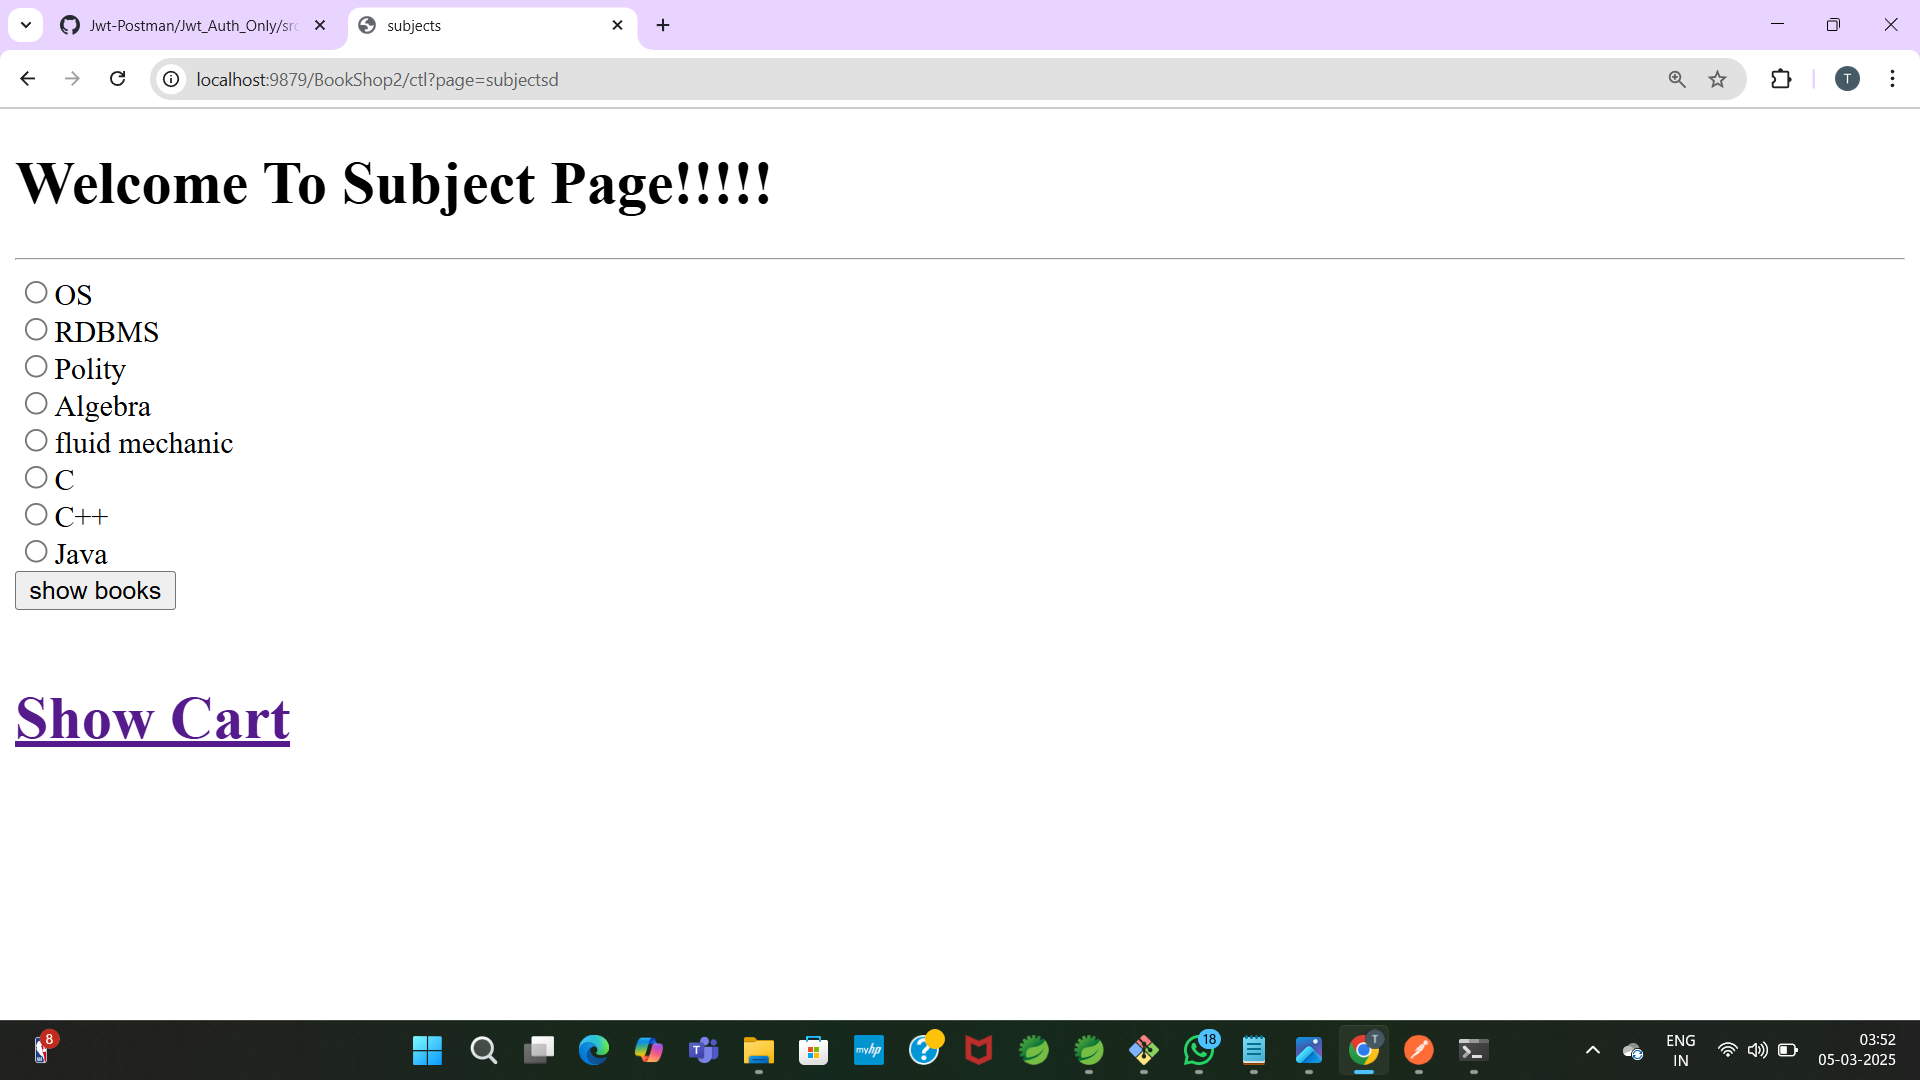 Jwt-Postman/Jwt_Auth_Only/src
subjects
localhost:9879/BookShop2/ctl?page=subjectsd
T
Welcome To Subject Page!!!!!
OS
RDBMS
Polity
Algebra
fluid mechanic
C
C++
Java
show books
Show Cart
8
myhp
18
T
ENG
IN
03:52
05-03-2025